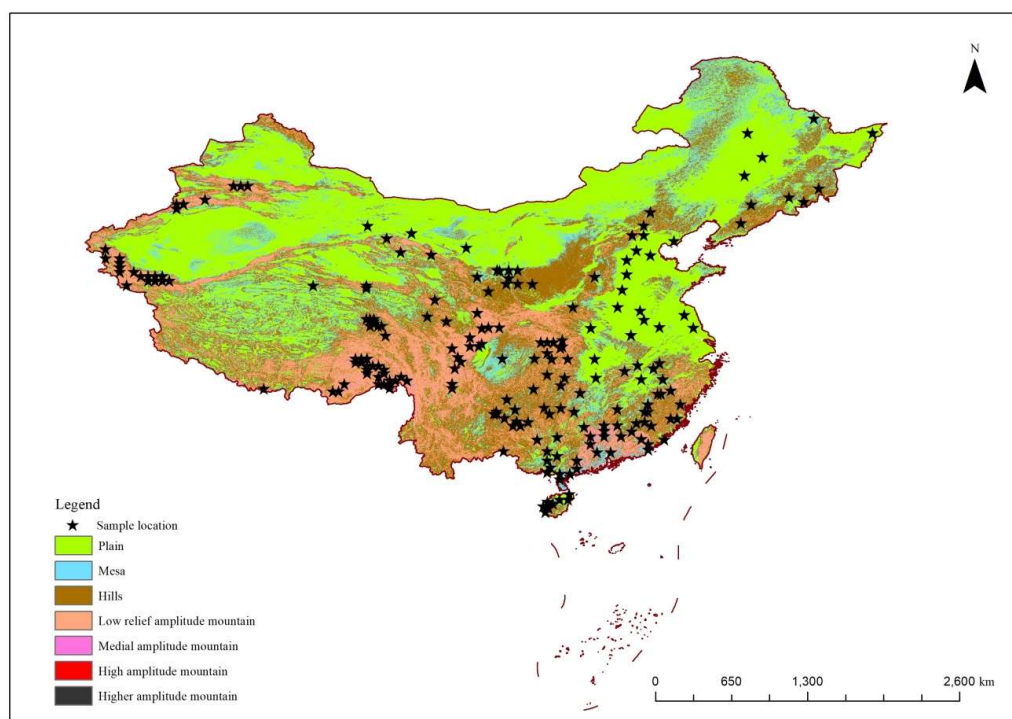 N
Legend
Sample location
Plain
Mesa
Hills
Low relief amplitude mountain
Medial amplitude mountain
High amplitude mountain
Higher amplitude mountain
0 650 1,300 2,600 km